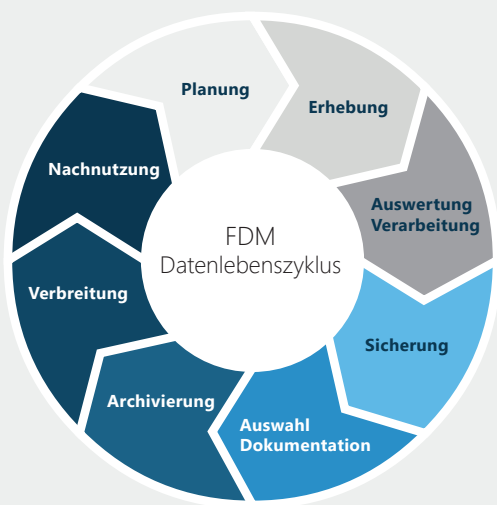 Planung
Erhebung
Nachnutzung
Auswertung
Verarbeitung
FDM
Datenlebenszyklus
Verbreitung
Sicherung
Archivierung
Auswahl
Dokumentation